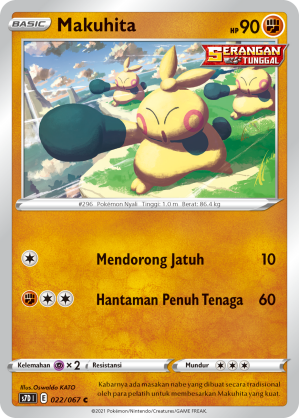 BASIC
Makuhita
HP 90
SERANGAN
TUNGGAL
#296 Pokémon Nyali Tinggi: 1.0 m Berat: 86.4 kg
Mendorong Jatuh 10
Hantaman Penuh Tenaga 60
Kelemahan ×2 Resistansi Mundur
Illus. Oswaldo KATO
S7D I E 022/067 C
Kabarnya ada masakan nabe yang dibuat secara tradisional
oleh para pelatih untuk membesarkan Makuhita yang kuat.
©2021 Pokémon/Nintendo/Creatures/GAME FREAK.